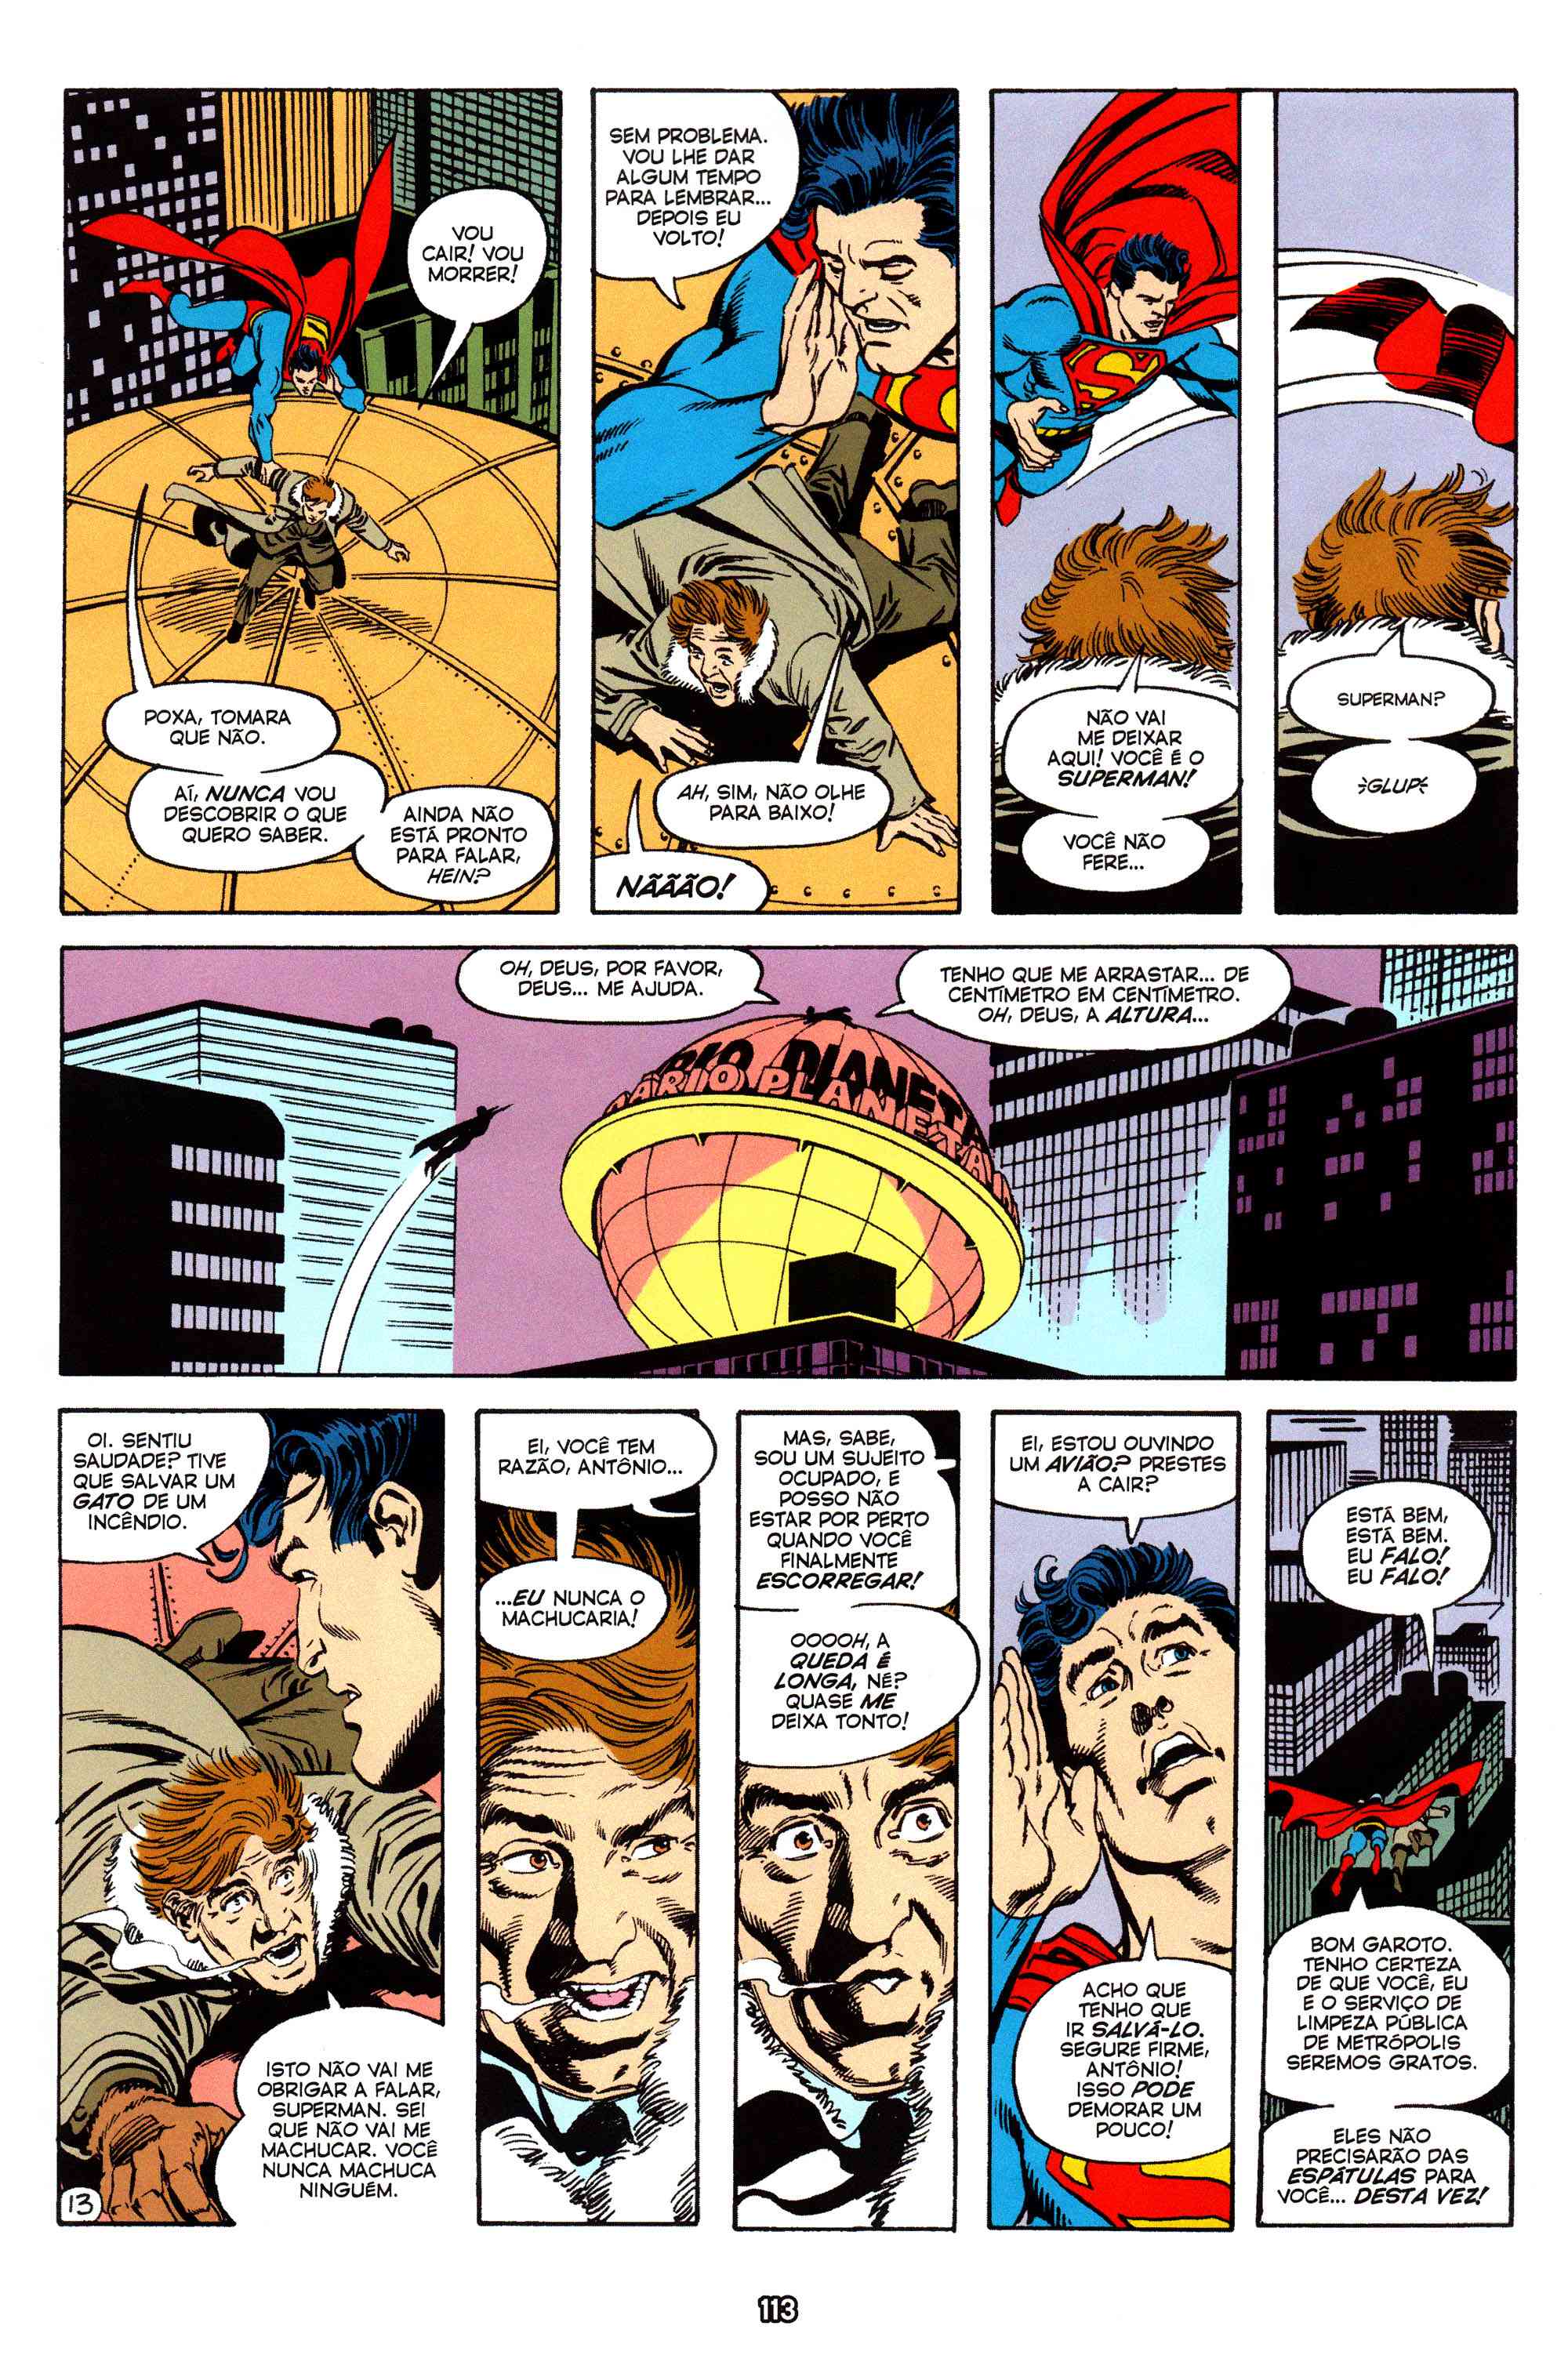 VOU
CAIR! VOU
MORRER!
POXA, TOMARA
QUE NÃO.
AÍ, NUNCA VOU
DESCOBRIR O QUE
QUERO SABER.
AINDA NÃO
ESTÁ PRONTO
PARA FALAR,
HEIN?
SEM PROBLEMA.
VOU LHE DAR
ALGUM TEMPO
PARA LEMBRAR...
DEPOIS EU
VOLTO!
AH, SIM, NÃO OLHE
PARA BAIXO!
NÃÃÃO!
NÃO VAI
ME DEIXAR
AQUI! VOCÊ É O
SUPERMAN!
VOCÊ NÃO
FERE...
SUPERMAN?
GLUP
OH, DEUS, POR FAVOR,
DEUS... ME AJUDA.
TENHO QUE ME ARRASTAR... DE
CENTÍMETRO EM CENTÍMETRO.
OH, DEUS, A ALTURA...
RIO PLANETA
ÁRIO PLANETA
OI. SENTIU
SAUDADE? TIVE
QUE SALVAR UM
GATO DE UM
INCÊNDIO.
ISTO NÃO VAI ME
OBRIGAR A FALAR,
SUPERMAN. SEI
QUE NÃO VAI ME
MACHUCAR. VOCÊ
NUNCA MACHUCA
NINGUÉM.
13
EI, VOCÊ TEM
RAZÃO, ANTÔNIO...
...EU NUNCA O
MACHUCARIA!
MAS, SABE,
SOU UM SUJEITO
OCUPADO, E
POSSO NÃO
ESTAR POR PERTO
QUANDO VOCÊ
FINALMENTE
ESCORREGAR!
OOOOH, A
QUEDA É
LONGA, NÉ?
QUASE ME
DEIXA TONTO!
EI, ESTOU OUVINDO
UM AVIÃO? PRESTES
A CAIR?
ACHO QUE
TENHO QUE
IR SALVÁ-LO.
SEGURE FIRME,
ANTÔNIO!
ISSO PODE
DEMORAR UM
POUCO!
ESTÁ BEM,
ESTÁ BEM.
EU FALO!
EU FALO!
BOM GAROTO.
TENHO CERTEZA
DE QUE VOCÊ, EU
E O SERVIÇO DE
LIMPEZA PÚBLICA
DE METRÓPOLIS
SEREMOS GRATOS.
ELES NÃO
PRECISARÃO DAS
ESPÁTULAS PARA
VOCÊ... DESTA VEZ!
113